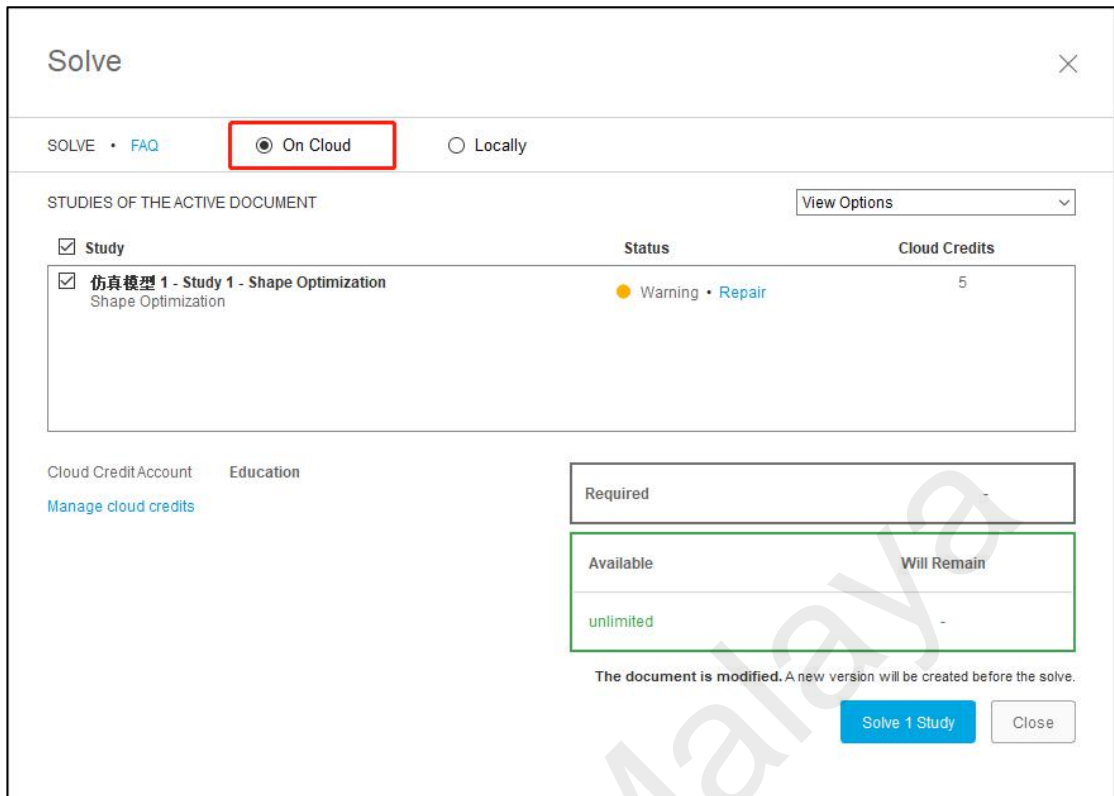 Solve
SOLVE • FAQ On Cloud Locally
STUDIES OF THE ACTIVE DOCUMENT View Options
Study Status Cloud Credits
仿真模型 1 - Study 1 - Shape Optimization
Warning • Repair 5
Shape Optimization
Cloud Credit Account Education
Required -
Manage cloud credits
Available Will Remain
unlimited -
The document is modified. A new version will be created before the solve.
Solve 1 Study Close
Malaya